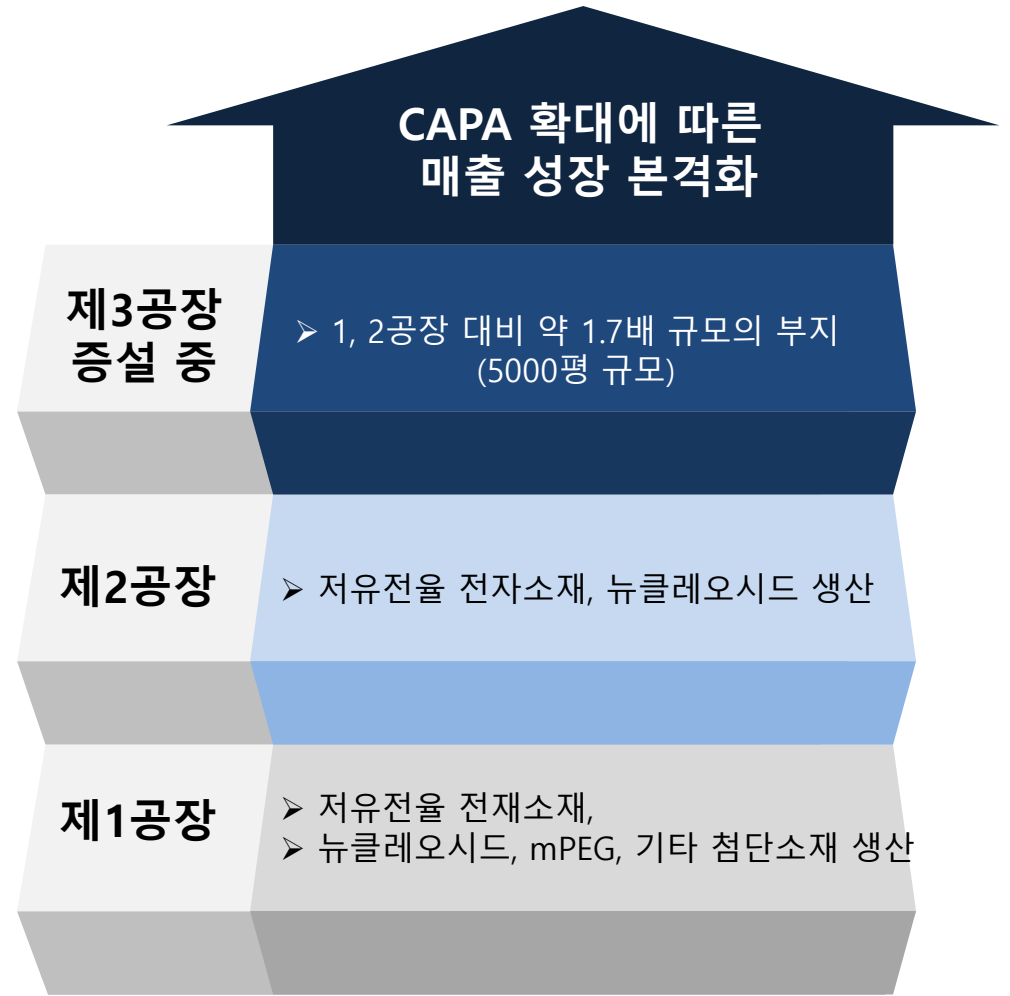 CAPA 확대에 따른
매출 성장 본격화
제3공장
증설 중
➢ 1, 2공장 대비 약 1.7배 규모의 부지
(5000평 규모)
제2공장
➢ 저유전율 전자소재, 뉴클레오시드 생산
제1공장
➢ 저유전율 전재소재,
➢ 뉴클레오시드, mPEG, 기타 첨단소재 생산